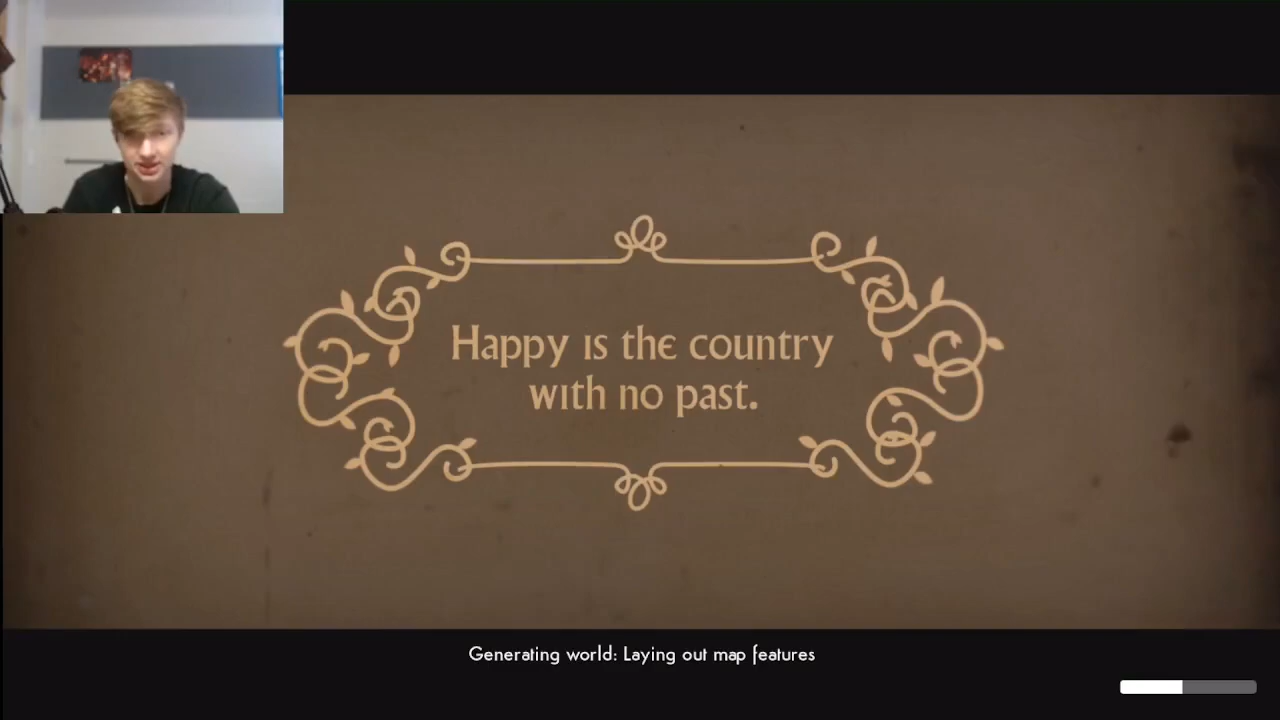 Happy is the country
with no past.
Generating world: Laying out map features